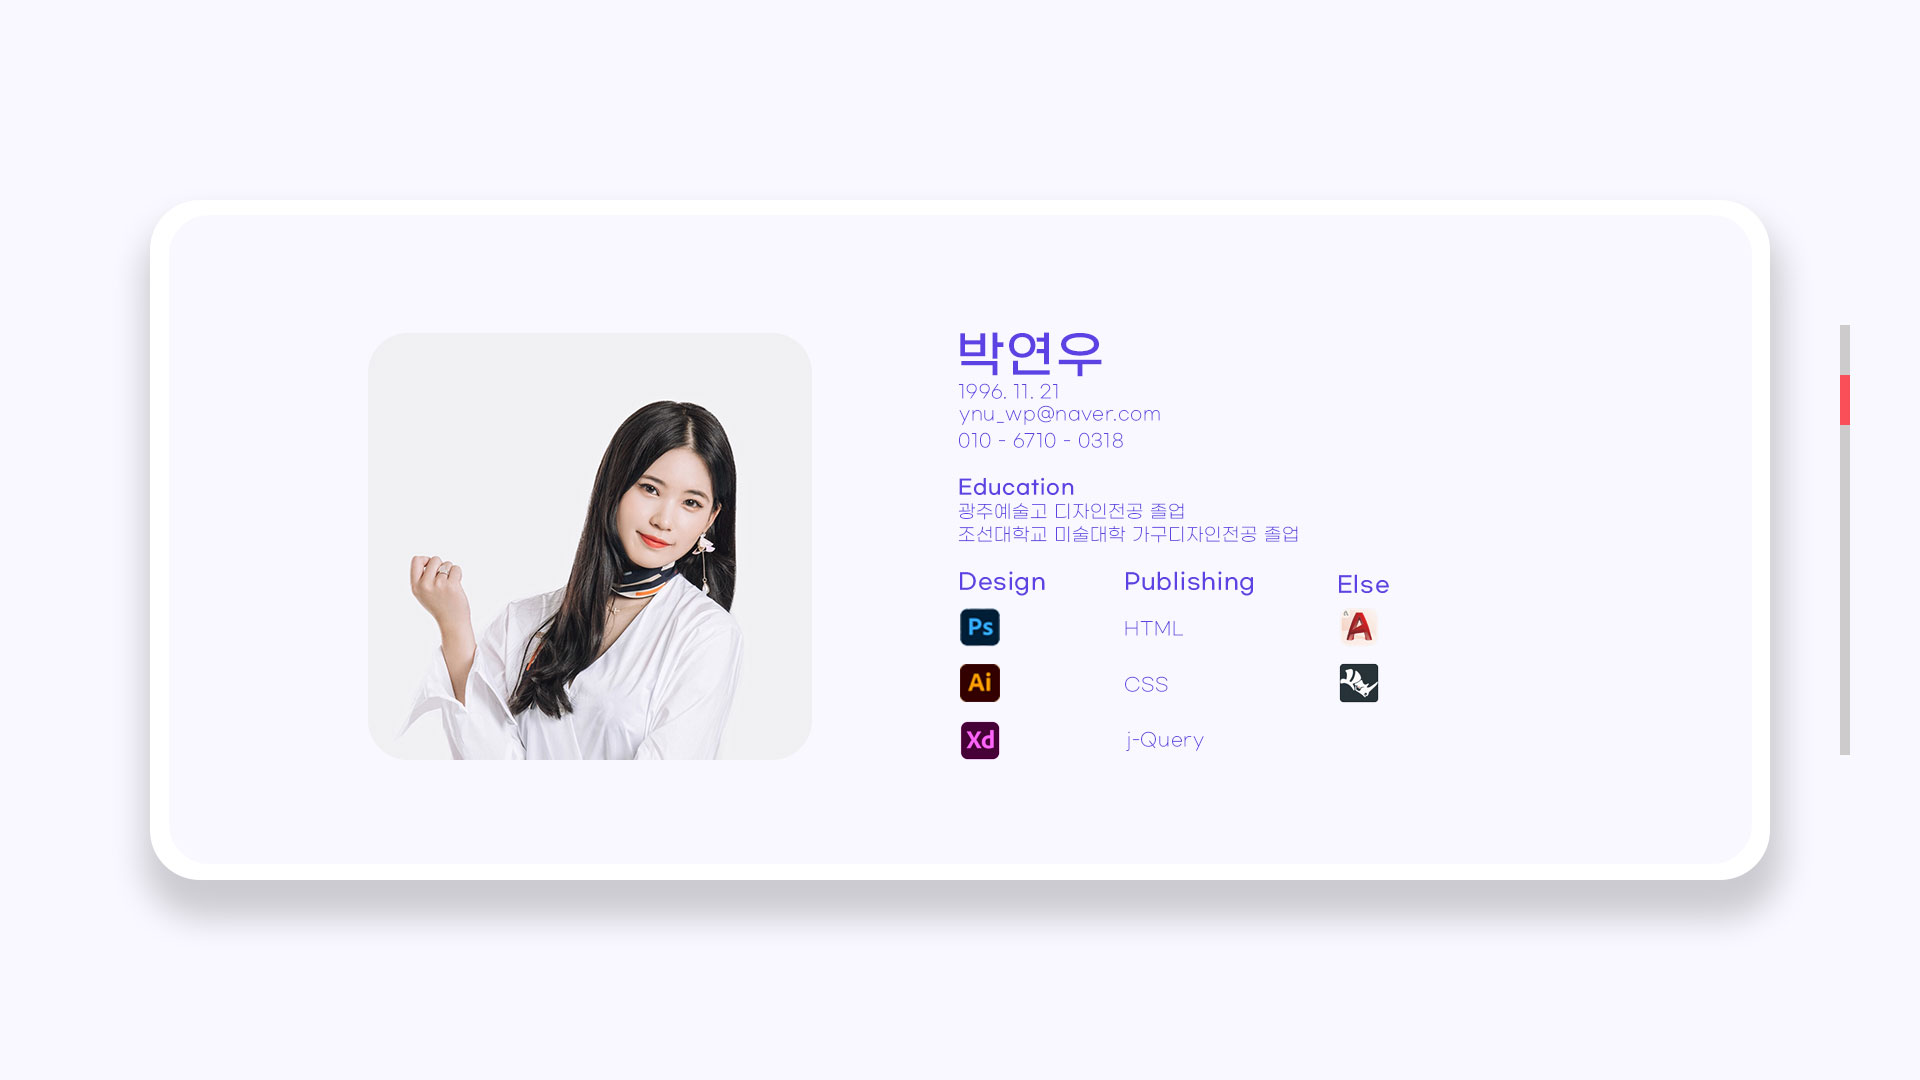 박연우
1996. 11. 21
ynu_wp@naver.com
010 - 6710 - 0318
Education
광주예술고 디자인전공 졸업
조선대학교 미술대학 가구디자인전공 졸업
Design
Ps
Ai
Xd
Publishing
HTML
CSS
j-Query
Else
A
A